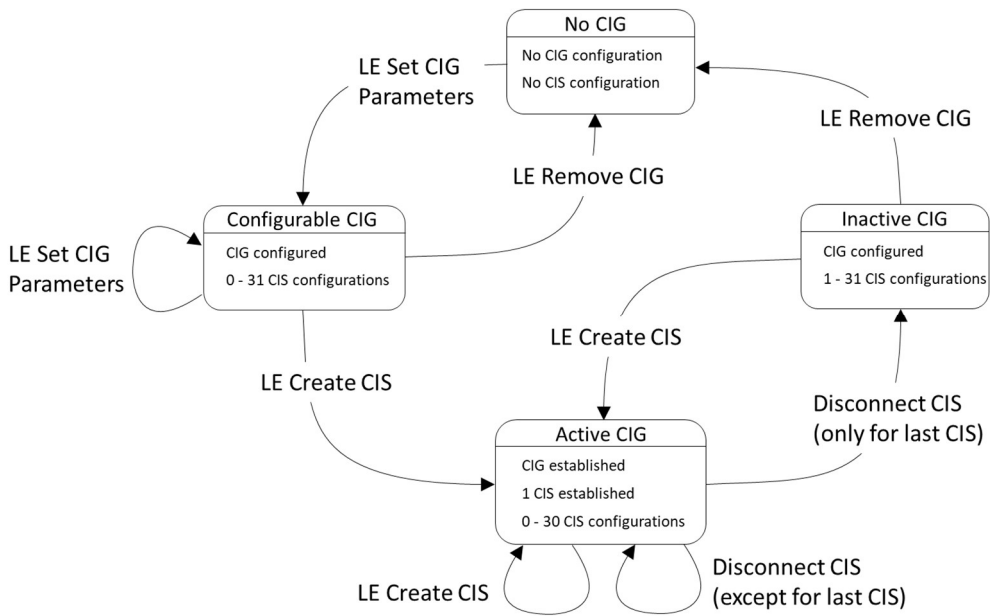 No CIG
No CIG configuration
No CIS configuration
LE Set CIG
Parameters
LE Remove CIG
LE Remove CIG
Configurable CIG
CIG configured
0 - 31 CIS configurations
Inactive CIG
CIG configured
1 - 31 CIS configurations
LE Set CIG
Parameters
LE Create CIS
LE Create CIS
Disconnect CIS
(only for last CIS)
Active CIG
CIG established
1 CIS established
0 - 30 CIS configurations
LE Create CIS
Disconnect CIS
(except for last CIS)